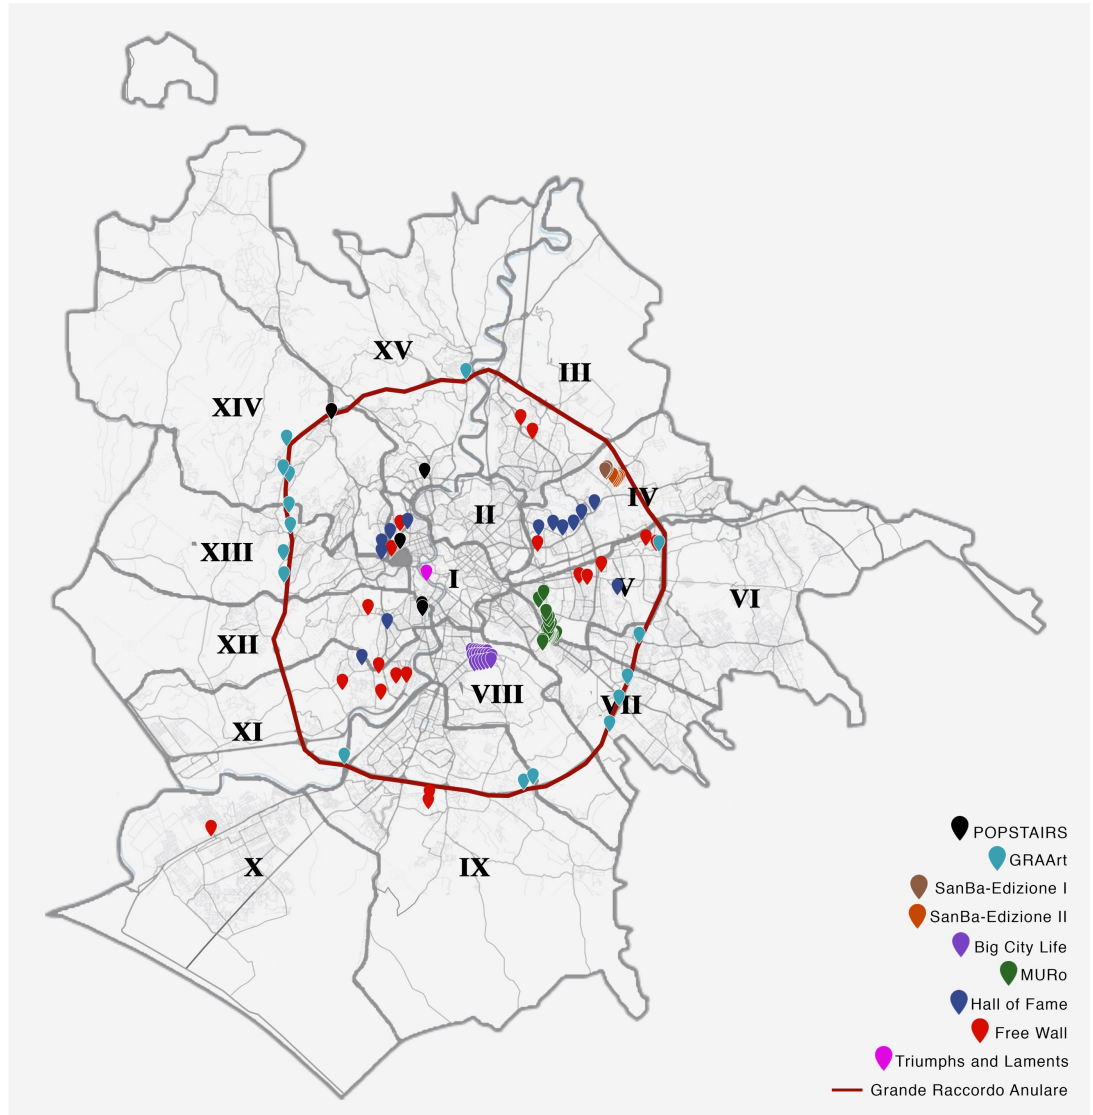 XV
III
XIV
IV
II
XIII
I
V
VI
XII
VIII
VII
XI
X
IX
POPSTAIRS
GRAArt
SanBa-Edizione I
SanBa-Edizione II
Big City Life
MURo
Hall of Fame
Free Wall
Triumphs and Laments
Grande Raccordo Anulare